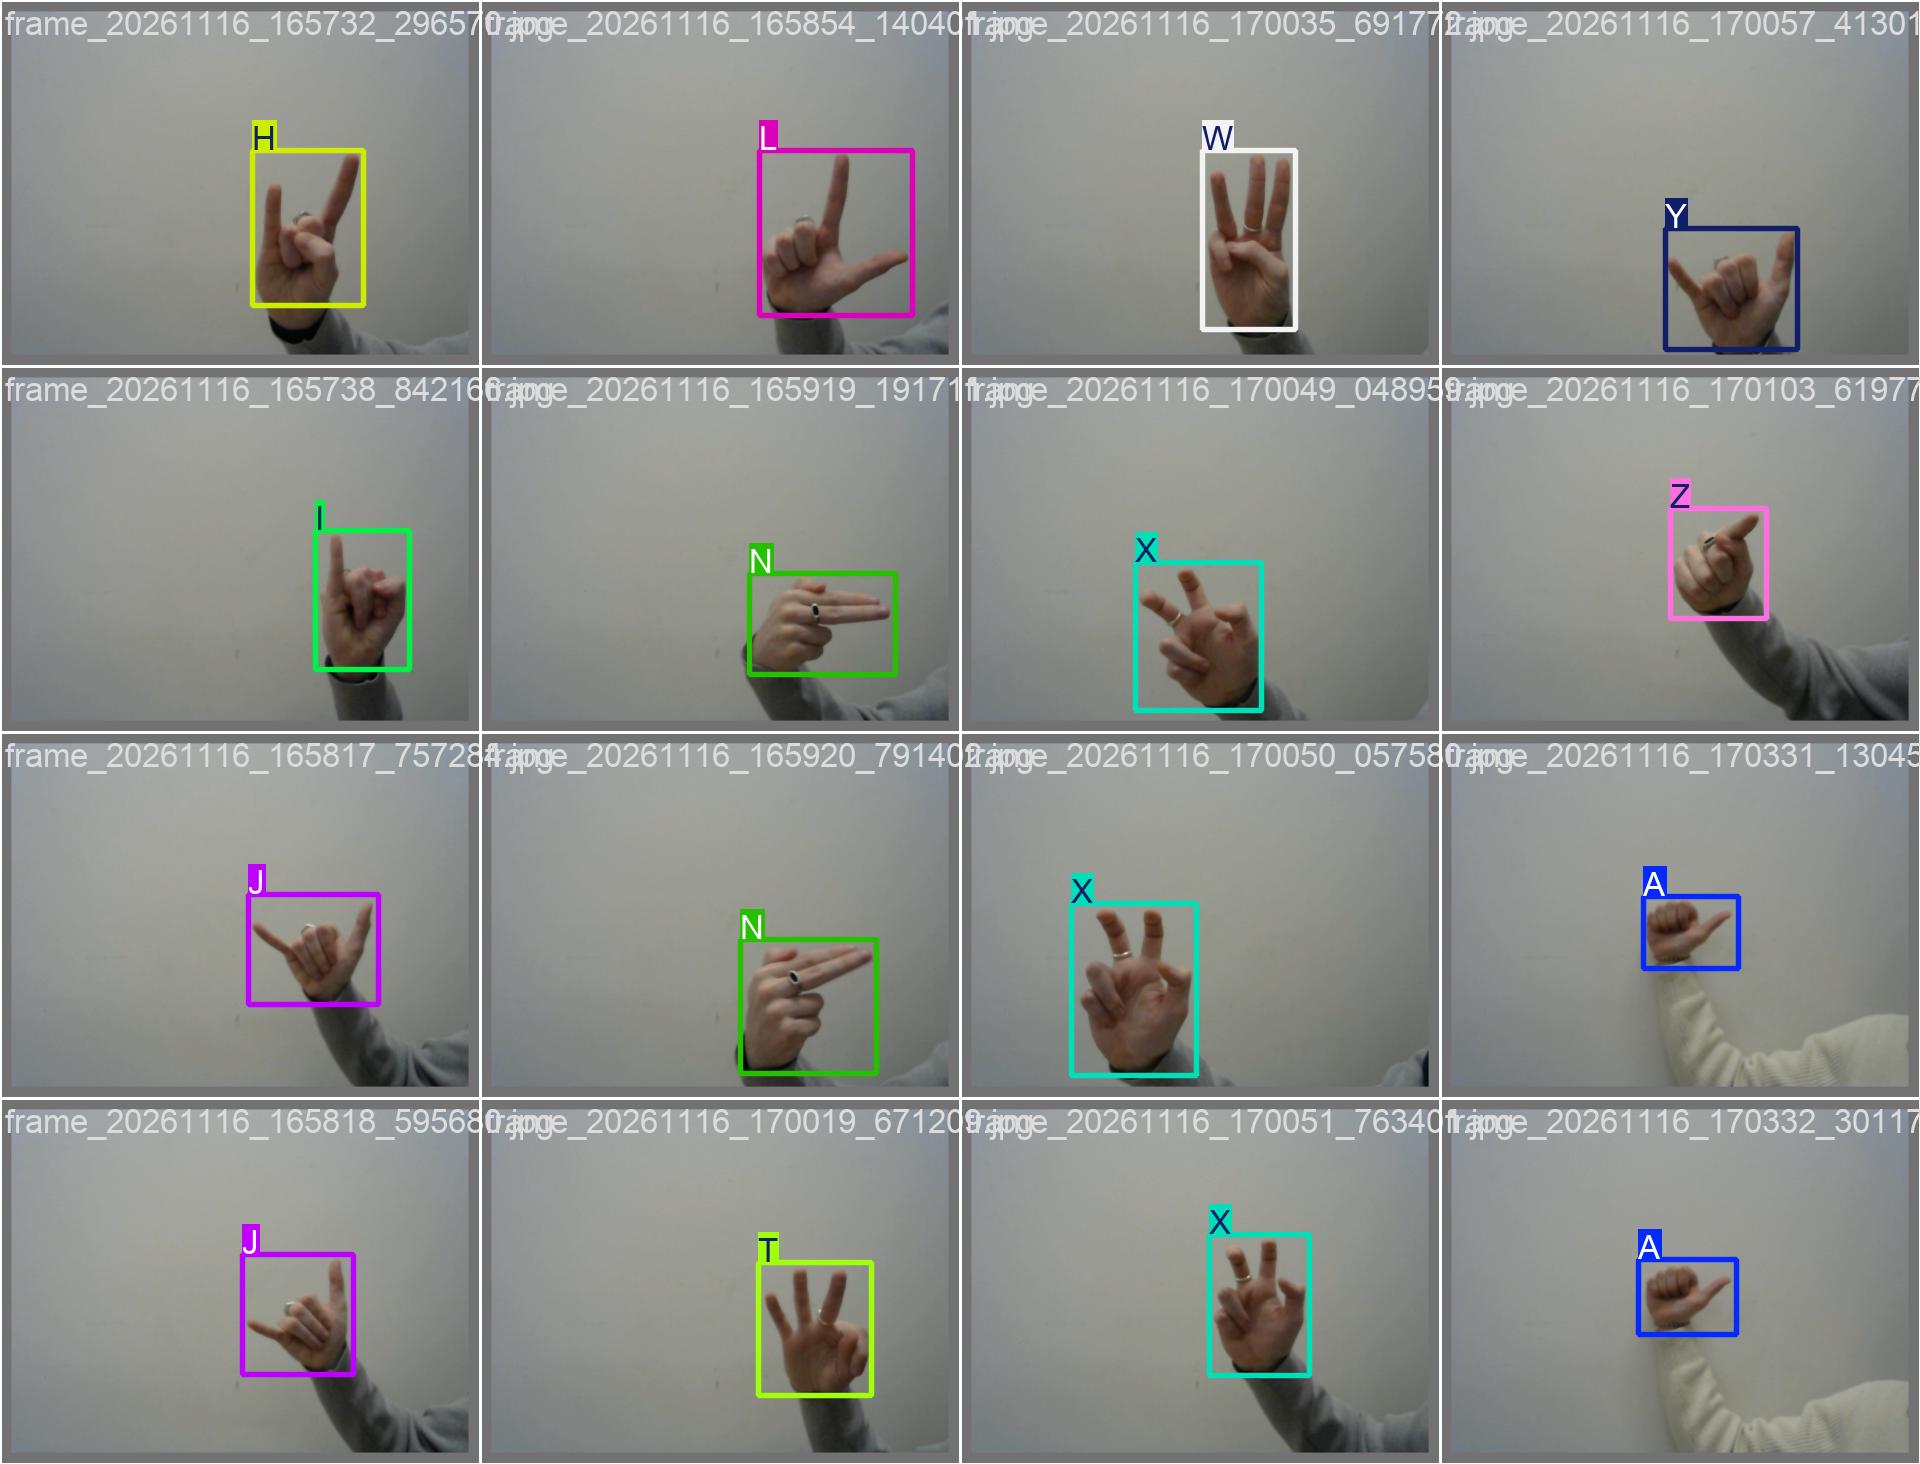 frame_20261116_165732_29657
frame_20261116_165854_14040
frame_20261116_170035_69177
frame_20261116_170057_41301
H
L
W
Y
frame_20261116_165738_84216
frame_20261116_165919_19171
frame_20261116_170049_04895
frame_20261116_170103_61977
I
N
X
Z
frame_20261116_165817_75728
frame_20261116_165920_79140
frame_20261116_170050_05758
frame_20261116_170331_13045
J
N
X
A
frame_20261116_165818_59568
frame_20261116_170019_67120
frame_20261116_170051_76340
frame_20261116_170332_30117
J
T
X
A